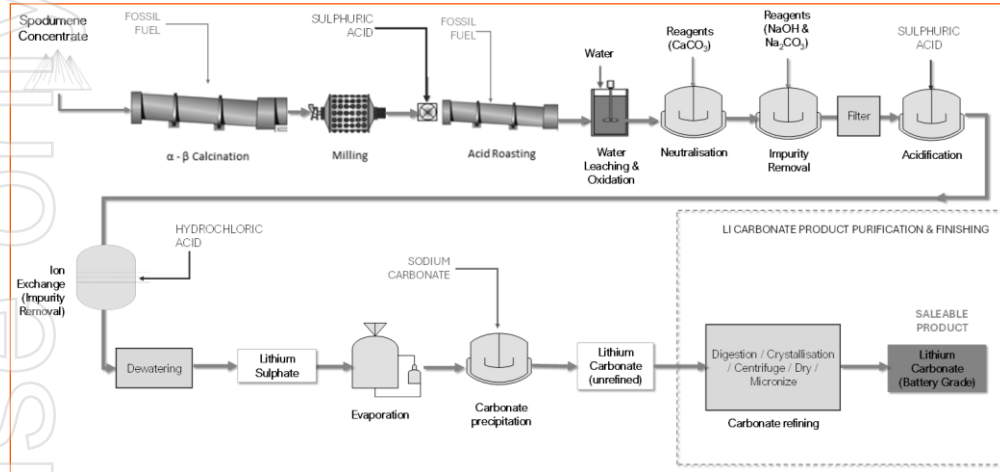 Spodumene
Concentrate
FOSSIL
FUEL
SULPHURIC
ACID
FOSSIL
FUEL
Water
Reagents
(CaCO₃)
Reagents
(NaOH &
Na₂CO₃)
SULPHURIC
ACID
Filter
α - β Calcination
Milling
Acid Roasting
Water
Leaching &
Oxidation
Neutralisation
Impurity
Removal
Acidification
LI CARBONATE PRODUCT PURIFICATION & FINISHING
HYDROCHLORIC
ACID
Ion
Exchange
(Impurity
Removal)
SODIUM
CARBONATE
SALEABLE
PRODUCT
Dewatering
Lithium
Sulphate
Lithium
Carbonate
(unrefined)
Digestion / Crystallisation
/ Centrifuge / Dry /
Micronize
Lithium
Carbonate
(Battery Grade)
Evaporation
Carbonate
precipitation
Carbonate refining